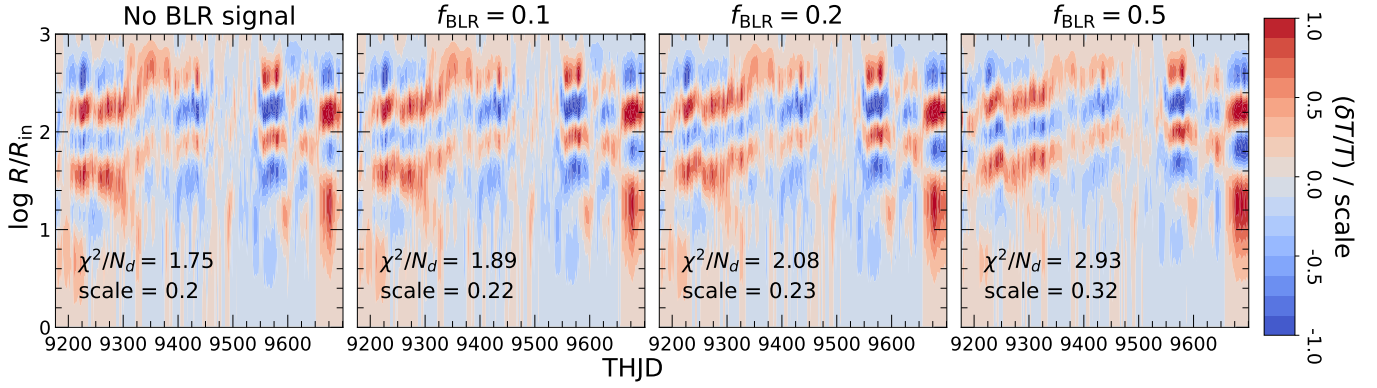 No BLR signal
f_BLR = 0.1
f_BLR = 0.2
f_BLR = 0.5
3
2
1
0
log R/R_in
χ²/N_d = 1.75
scale = 0.2
χ²/N_d = 1.89
scale = 0.22
χ²/N_d = 2.08
scale = 0.23
χ²/N_d = 2.93
scale = 0.32
9200 9300 9400 9500 9600
9200 9300 9400 9500 9600
9200 9300 9400 9500 9600
9200 9300 9400 9500 9600
THJD
1.0
0.5
0.0
-0.5
-1.0
(δT/T) / scale